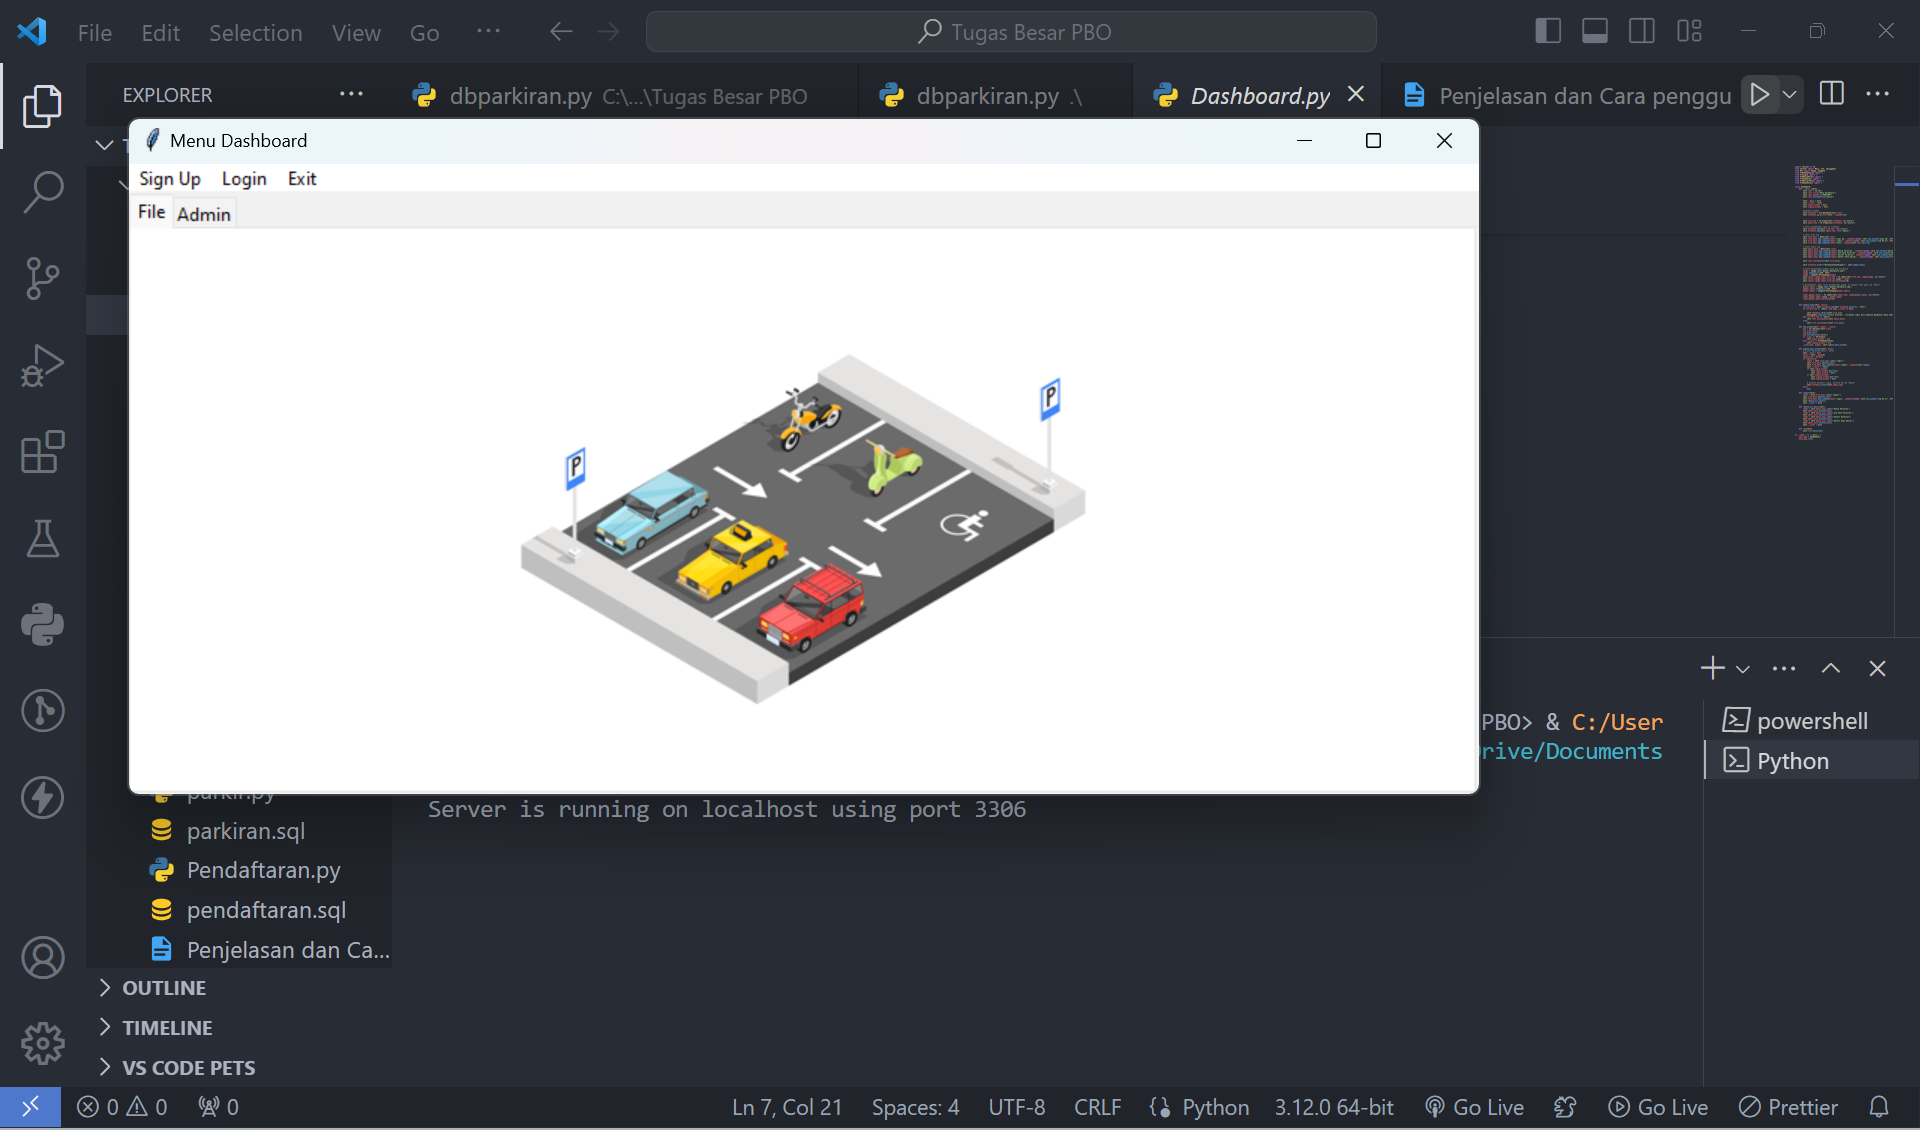 File Edit Selection View Go ··· Tugas Besar PBO
EXPLORER ···
dbparkiran.py C:\...\Tugas Besar PBO
dbparkiran.py .\
Dashboard.py
Penjelasan dan Cara penggu
Menu Dashboard
Sign Up Login Exit
File Admin
P
P
PBO> & C:/User
rive/Documents
powershell
Python
Server is running on localhost using port 3306
parkir.py
parkiran.sql
Pendaftaran.py
pendaftaran.sql
Penjelasan dan Ca...
OUTLINE
TIMELINE
VS CODE PETS
0 0 0 Ln 7, Col 21 Spaces: 4 UTF-8 CRLF Python 3.12.0 64-bit Go Live Go Live Prettier